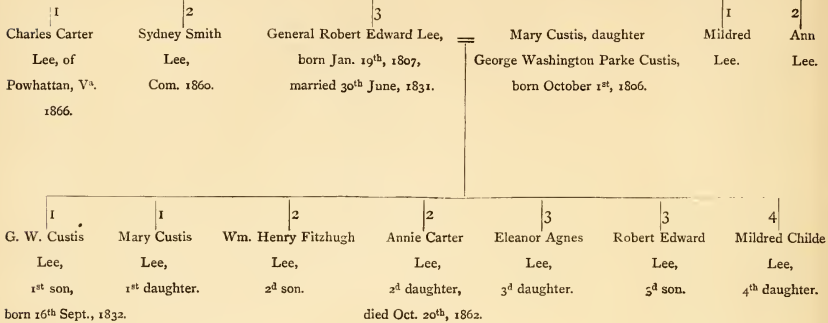 1 2 3 1 2
Charles Carter Sydney Smith General Robert Edward Lee, = Mary Custis, daughter Mildred Ann
Lee, of Lee, born Jan. 19th, 1807, George Washington Parke Custis, Lee. Lee.
Powhattan, Va. Com. 1860. married 30th June, 1831. born October 1st, 1806.
1866.
1 1 2 2 3 3 4
G. W. Custis Mary Custis Wm. Henry Fitzhugh Annie Carter Eleanor Agnes Robert Edward Mildred Childe
Lee, Lee, Lee, Lee, Lee, Lee, Lee,
1st son, 1st daughter. 2d son. 2d daughter, 3d daughter. 3d son. 4th daughter.
born 16th Sept., 1832. died Oct. 20th, 1862.